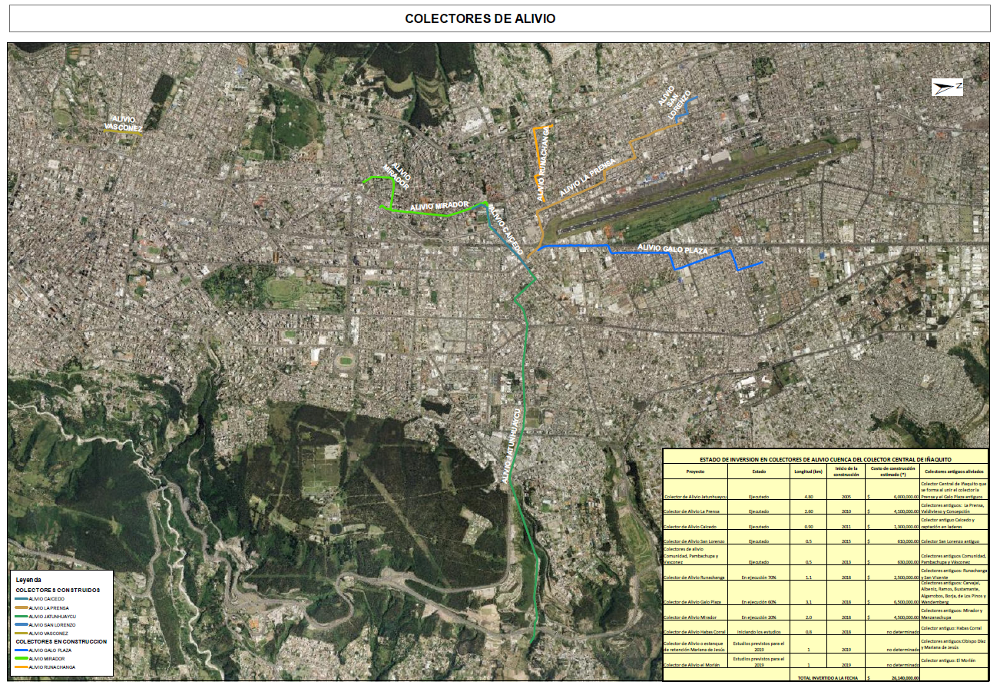 COLECTORES DE ALIVIO
Z
ALIVIO
VASCONEZ
ALIVIO
SAN
LORENZO
ALIVIO RUNACHANGA
ALIVIO LA PRENSA
ALIVIO
MIRADOR
ALIVIO MIRADOR
ALIVIO CAICEDO
ALIVIO GALO PLAZA
ALIVIO JATUNHUAYCU
Leyenda
COLECTORES CONSTRUIDOS
ALIVIO CAICEDO
ALIVIO LA PRENSA
ALIVIO JATUNHUAYCU
ALIVIO SAN LORENZO
ALIVIO VASCONEZ
COLECTORES EN CONSTRUCCION
ALIVIO GALO PLAZA
ALIVIO MIRADOR
ALIVIO RUNACHANGA
ESTADO DE INVERSION EN COLECTORES DE ALIVIO CUENCA DEL COLECTOR CENTRAL DE IÑAQUITO
Proyecto Estado Longitud (km) Inicio de la construcción Costo de construcción estimado (*) Colectores antiguos aliviados
Colector de Alivio Jatunhuaycu Ejecutado 4.80 2005 $ 6,000,000.00 Colector Central de Iñaquito que se forma al unir el colector la Prensa y el Galo Plaza antiguos
Colector de Alivio La Prensa Ejecutado 2.60 2010 $ 4,100,000.00 Colectores antiguos: La Prensa, Valdivieso y Concepción
Colector de Alivio Caicedo Ejecutado 0.90 2011 $ 1,300,000.00 Colector antiguo Caicedo y captación en laderas
Colector de Alivio San Lorenzo Ejecutado 0.5 2015 $ 610,000.00 Colector San Lorenzo antiguo
Colectores de alivio Comunidad, Pambachupa y Vasconez Ejecutado 0.5 2013 $ 630,000.00 Colectores antiguos Comunidad, Pambachupa y Vásconez
Colector de Alivio Runachanga En ejecución 70% 1.1 2018 $ 2,500,000.00 Colectores antiguos: Runachanga y San Vicente
Colector de Alivio Galo Plaza En ejecución 60% 3.1 2018 $ 6,500,000.00 Colectores antiguos: Carvajal, Albeniz, Ramos, Bustamante, Algarrobos, Borja, de Los Pinos y Wandemberg
Colector de Alivio Mirador En ejecución 20% 2.0 2018 $ 4,500,000.00 Colectores antiguos: Mirador y Manzanachupa
Colector de Alivio Habas Corral Iniciando los estudios 0.8 2018 no determinado Colector antiguo: Habas Corral
Colector de Alivio o estanque de retención Mariana de Jesús Estudios previstos para el 2019 1 2019 no determinado Colectores antiguos:Obispo Díaz y Mariana de Jesús
Colector de Alivio el Morlán Estudios previstos para el 2019 1 2019 no determinado Colector antiguo: El Morlán
TOTAL INVERTIDO A LA FECHA $ 26,140,000.00